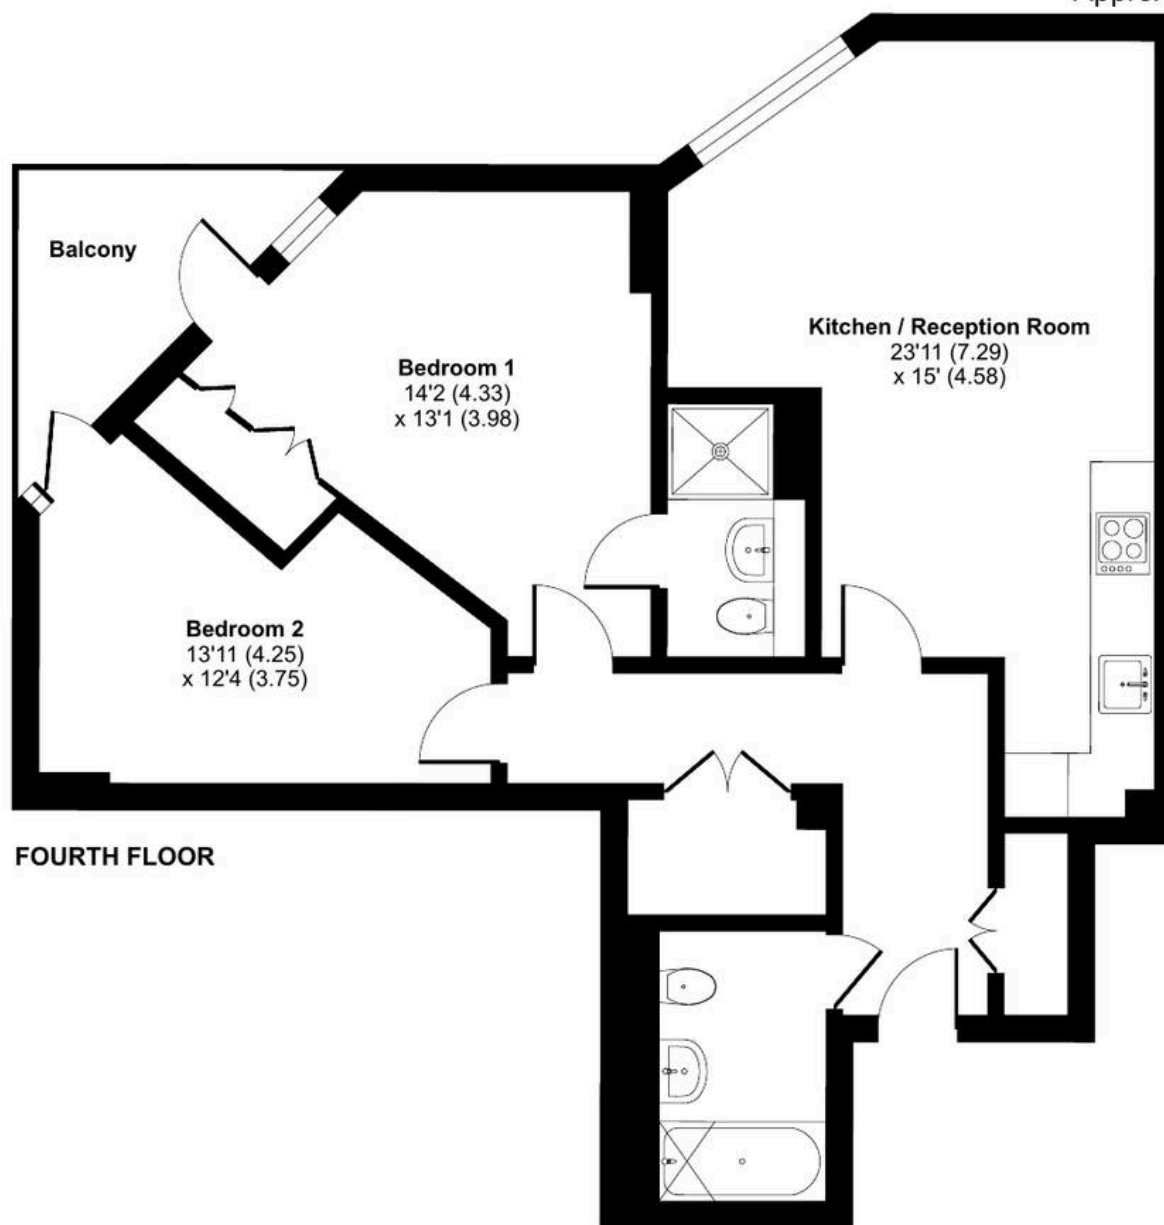 Balcony
Bedroom 1
14'2 (4.33)
x 13'1 (3.98)
Kitchen / Reception Room
23'11 (7.29)
x 15' (4.58)
Bedroom 2
13'11 (4.25)
x 12'4 (3.75)
FOURTH FLOOR